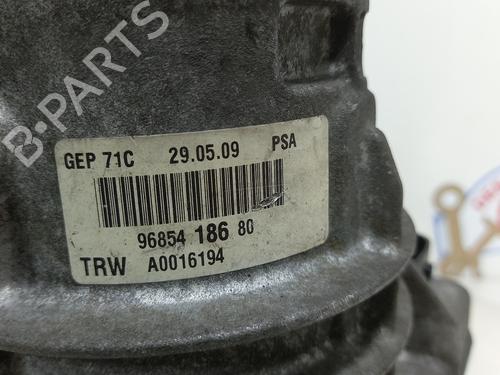 B-PARTS
GEP 71C 29.05.09 PSA
96854 186 80
TRW A0016194